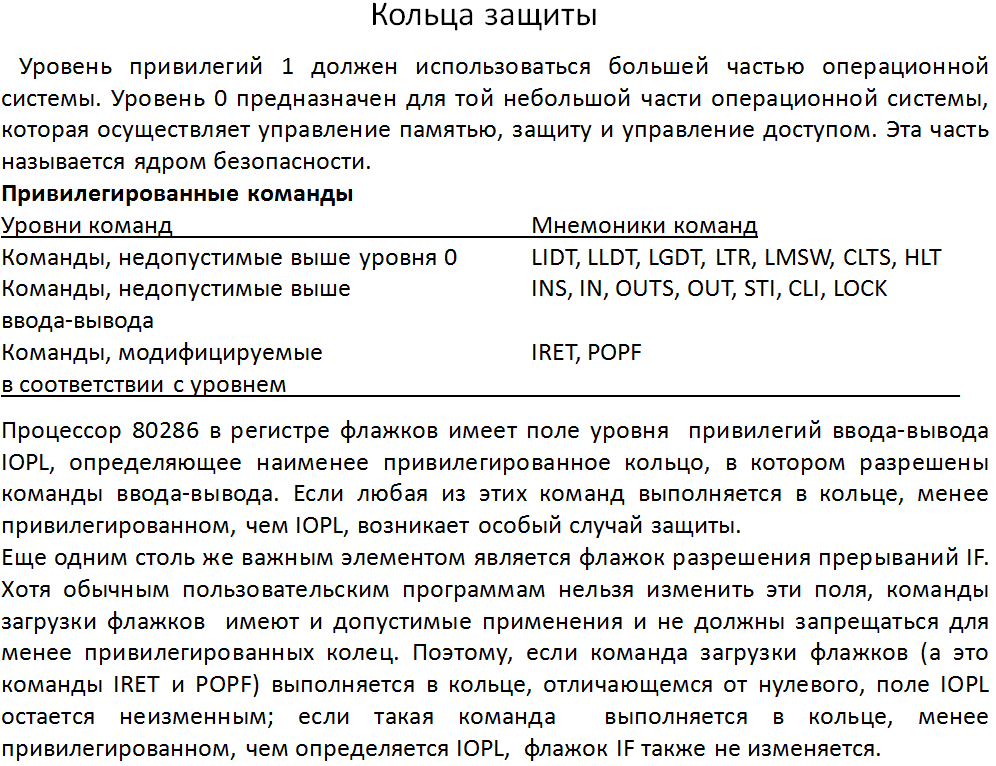 Кольца защиты
Уровень привилегий 1 должен использоваться большей частью операционной
системы. Уровень 0 предназначен для той небольшой части операционной системы,
которая осуществляет управление памятью, защиту и управление доступом. Эта часть
называется ядром безопасности.
Привилегированные команды
Уровни команд Мнемоники команд
Команды, недопустимые выше уровня 0 LIDT, LLDT, LGDT, LTR, LMSW, CLTS, HLT
Команды, недопустимые выше INS, IN, OUTS, OUT, STI, CLI, LOCK
ввода-вывода
Команды, модифицируемые IRET, POPF
в соответствии с уровнем
Процессор 80286 в регистре флажков имеет поле уровня привилегий ввода-вывода
IOPL, определяющее наименее привилегированное кольцо, в котором разрешены
команды ввода-вывода. Если любая из этих команд выполняется в кольце, менее
привилегированном, чем IOPL, возникает особый случай защиты.
Еще одним столь же важным элементом является флажок разрешения прерываний IF.
Хотя обычным пользовательским программам нельзя изменить эти поля, команды
загрузки флажков имеют и допустимые применения и не должны запрещаться для
менее привилегированных колец. Поэтому, если команда загрузки флажков (а это
команды IRET и POPF) выполняется в кольце, отличающемся от нулевого, поле IOPL
остается неизменным; если такая команда выполняется в кольце, менее
привилегированном, чем определяется IOPL, флажок IF также не изменяется.